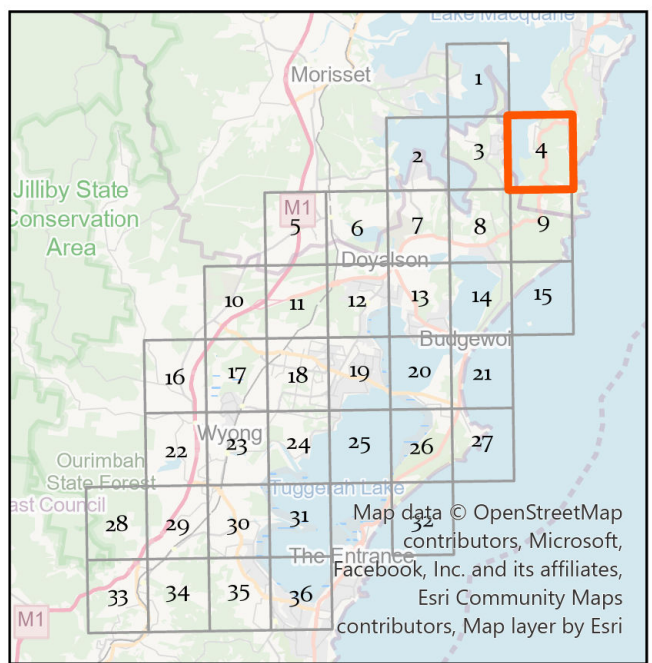 Lake Macquarie
Morisset
1
2
3
4
Jilliby State
Conservation
Area
M1
5
6
7
8
9
Doyalson
10
11
12
13
14
15
Budgewoi
16
17
18
19
20
21
Wyong
22
23
24
25
26
27
Ourimbah
State Forest
Tuggerah Lake
ast Council
28
29
30
31
32
The Entrance
33
34
35
36
M1
Map data © OpenStreetMap
contributors, Microsoft,
Facebook, Inc. and its affiliates,
Esri Community Maps
contributors, Map layer by Esri